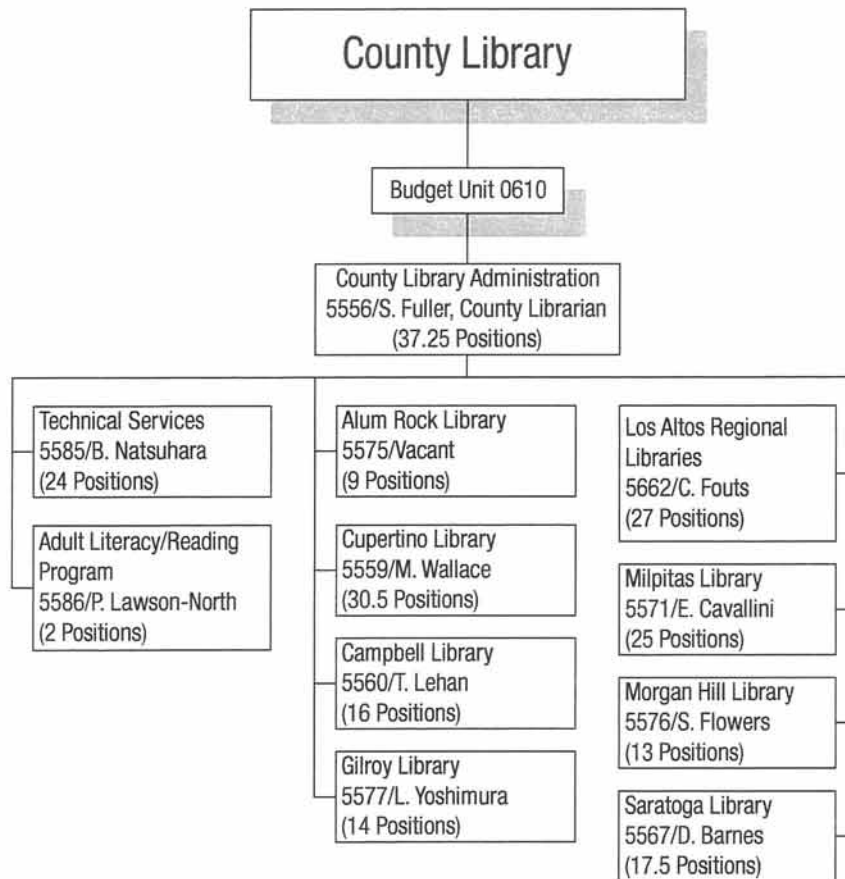 County Library
Budget Unit 0610
County Library Administration
5556/S. Fuller, County Librarian
(37.25 Positions)
Technical Services
5585/B. Natsuhara
(24 Positions)
Adult Literacy/Reading
Program
5586/P. Lawson-North
(2 Positions)
Alum Rock Library
5575/Vacant
(9 Positions)
Cupertino Library
5559/M. Wallace
(30.5 Positions)
Campbell Library
5560/T. Lehan
(16 Positions)
Gilroy Library
5577/L. Yoshimura
(14 Positions)
Los Altos Regional
Libraries
5662/C. Fouts
(27 Positions)
Milpitas Library
5571/E. Cavallini
(25 Positions)
Morgan Hill Library
5576/S. Flowers
(13 Positions)
Saratoga Library
5567/D. Barnes
(17.5 Positions)